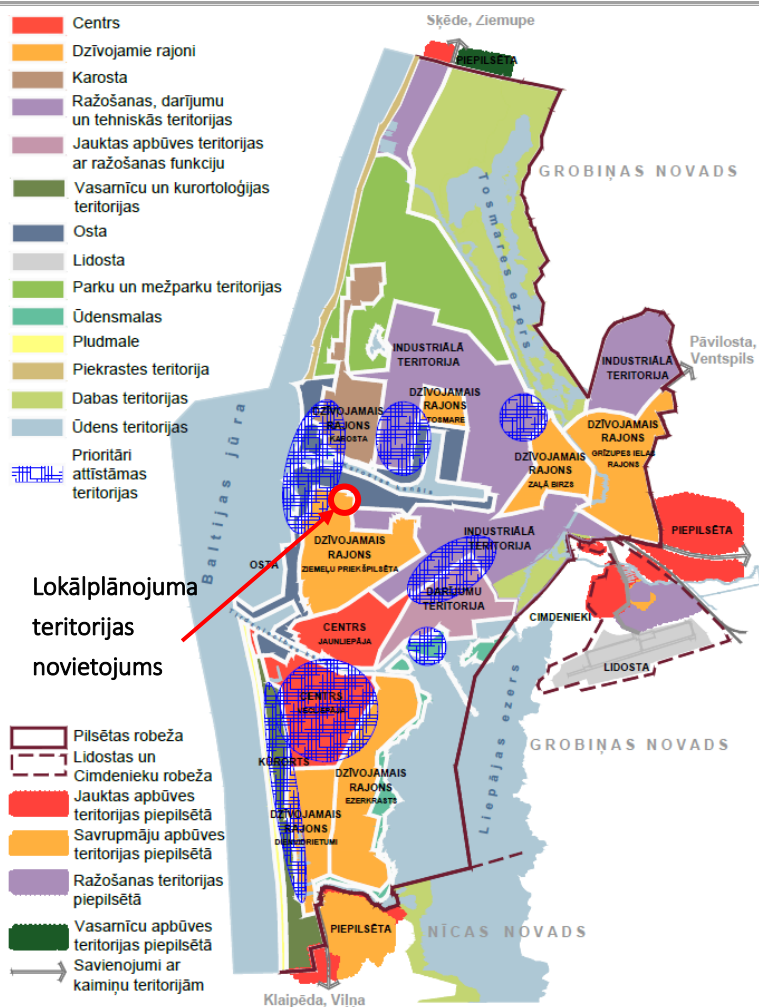 Centrs
Dzīvojamie rajoni
Karosta
Ražošanas, darījumu
un tehniskās teritorijas
Jauktas apbūves teritorijas
ar ražošanas funkciju
Vasarnīcu un kurortoloģijas
teritorijas
Osta
Lidosta
Parku un mežparku teritorijas
Ūdensmalas
Pludmale
Piekrastes teritorija
Dabas teritorijas
Ūdens teritorijas
Prioritāri
attīstāmas
teritorijas
Lokālplānojuma
teritorijas
novietojums
Pilsētas robeža
Lidostas un
Cimdenieku robeža
Jauktas apbūves
teritorijas piepilsētā
Savrupmāju apbūves
teritorijas piepilsētā
Ražošanas teritorijas
piepilsētā
Vasarnīcu apbūves
teritorijas piepilsētā
Savienojumi ar
kaimiņu teritorijām
Šķēde, Ziemupe
PIEPILSĒTA
GROBIŅAS NOVADS
Tosmares ezers
INDUSTRIĀLĀ
TERITORIJA
INDUSTRIĀLĀ
TERITORIJA
Pāvilosta,
Ventspils
DZĪVOJAMAIS
RAJONS
TOSMARE
DZĪVOJAMAIS
RAJONS
KAROSTA
DZĪVOJAMAIS
RAJONS
GRĪZUPES IELAS
RAJONS
DZĪVOJAMAIS
RAJONS
ZAĻĀ BIRZS
Baltijas jūra
INDUSTRIĀLĀ
TERITORIJA
PIEPILSĒTA
DZĪVOJAMAIS
RAJONS
ZIEMEĻU PRIEKŠPILSĒTA
OSTA
DARĪJUMU
TERITORIJA
CIMDENIEKI
CENTRS
JAUNLIEPĀJA
LIDOSTA
CENTRS
VECLIEPĀJA
Liepājas ezers
GROBIŅAS NOVADS
KURORTS
DZĪVOJAMAIS
RAJONS
EZERKRASTS
DZĪVOJAMAIS
RAJONS
DIENVIDRIETUMI
PIEPILSĒTA
NĪCAS NOVADS
Klaipēda, Viļņa